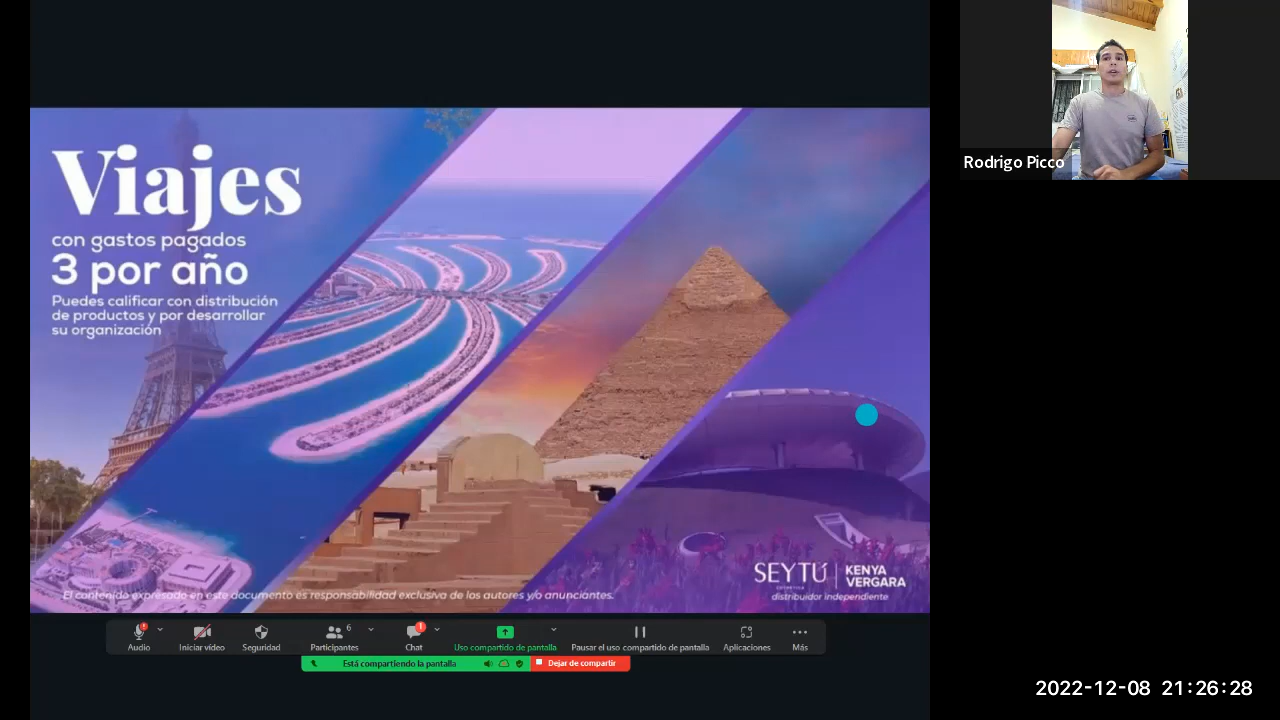 Viajes
con gastos pagados
3 por año
Puedes calificar con distribución
de productos y por desarrollar
su organización
SEYTÚ
KENYA
VERGARA
distribuidor independiente
El contenido expresado en este documento es responsabilidad exclusiva de los autores y/o anunciantes.
Rodrigo Picco
Audio
Iniciar vídeo
Seguridad
6
Participantes
1
Chat
Uso compartido de pantalla
Pausar el uso compartido de pantalla
Aplicaciones
Más
Está compartiendo la pantalla
Dejar de compartir
2022-12-08 21:26:28